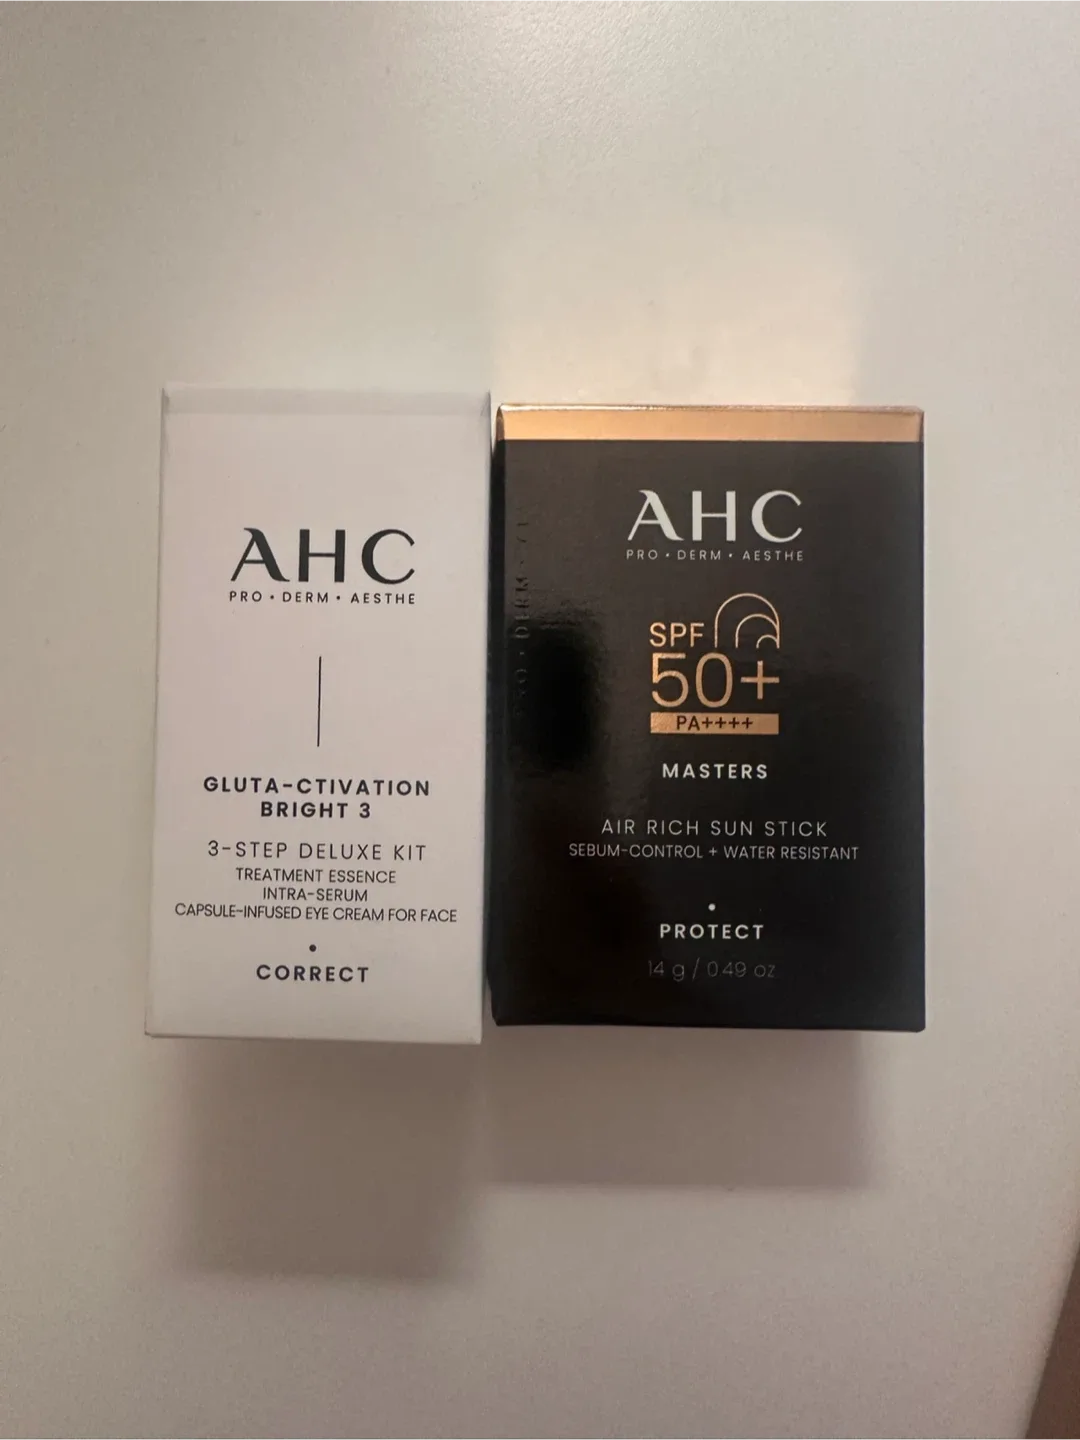 AHC
PRO • DERM • AESTHE
GLUTA-CTIVATION
BRIGHT 3
3-STEP DELUXE KIT
TREATMENT ESSENCE
INTRA-SERUM
CAPSULE-INFUSED EYE CREAM FOR FACE
•
CORRECT
AHC
PRO • DERM • AESTHE
SPF
50+
PA++++
MASTERS
AIR RICH SUN STICK
SEBUM-CONTROL + WATER RESISTANT
•
PROTECT
14 g / 0.49 oz